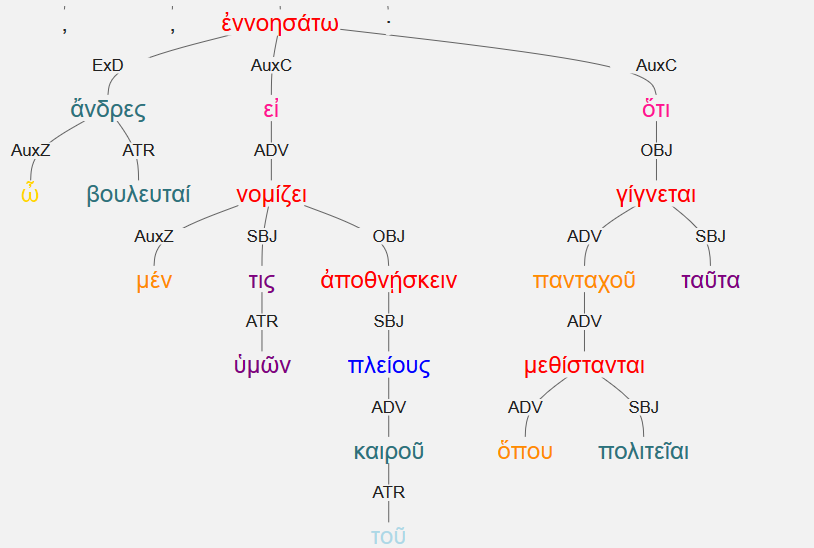 , , ἐννοησάτω .
ExD AuxC AuxC
ἄνδρες εἰ ὅτι
AuxZ ATR ADV OBJ
ὦ βουλευταί νομίζει γίγνεται
AuxZ SBJ OBJ ADV SBJ
μέν τις ἀποθνῄσκειν πανταχοῦ ταῦτα
ATR SBJ ADV
ὑμῶν πλείους μεθίστανται
ADV ADV SBJ
καιροῦ ὅπου πολιτεῖαι
ATR
τοῦ